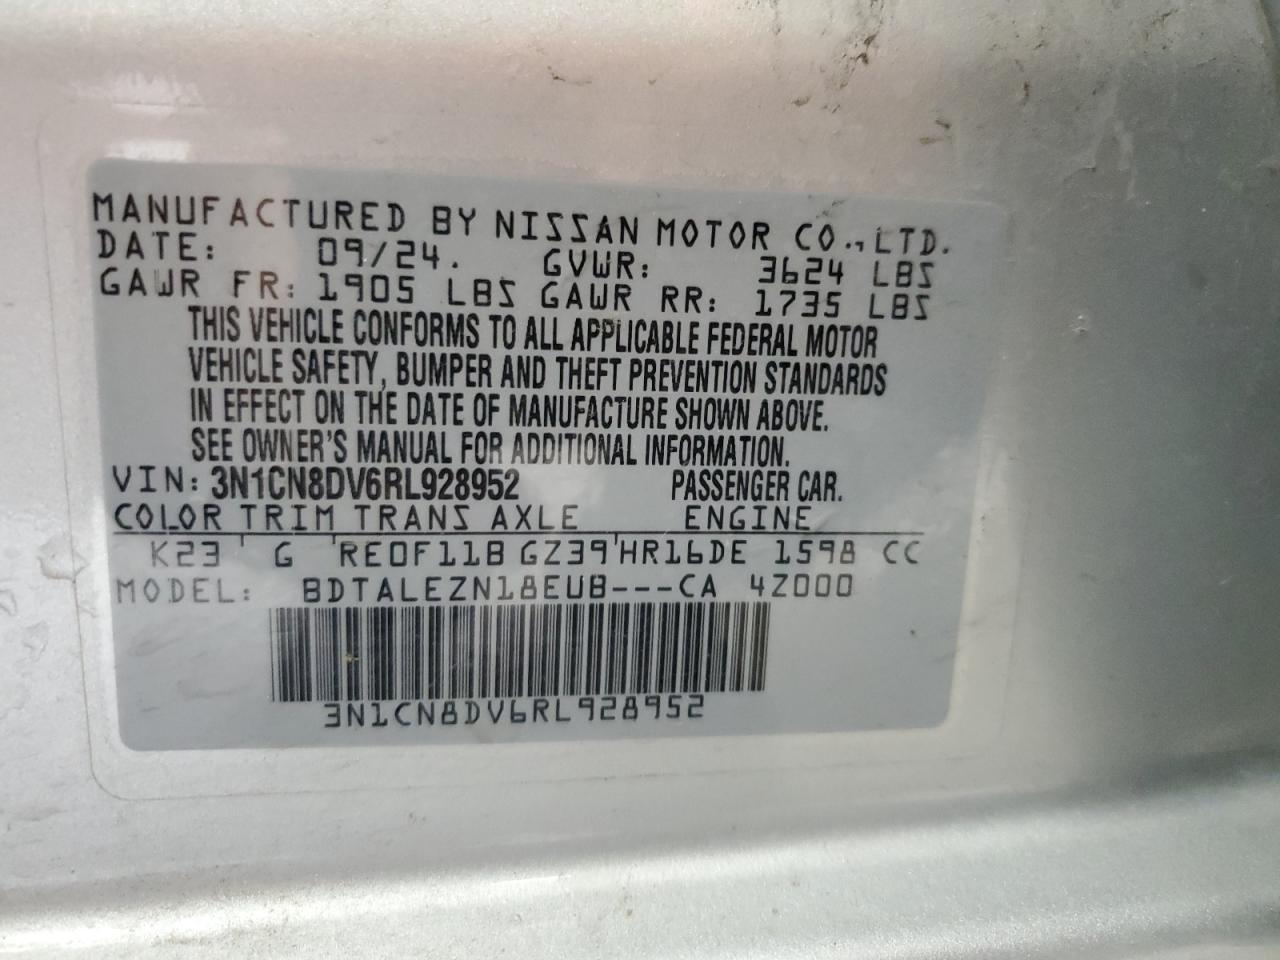 MANUFACTURED BY NISSAN MOTOR CO., LTD.
DATE: 09/24. GVWR: 3624 LBS
GAWR FR: 1905 LBS GAWR RR: 1735 LBS
THIS VEHICLE CONFORMS TO ALL APPLICABLE FEDERAL MOTOR
VEHICLE SAFETY, BUMPER AND THEFT PREVENTION STANDARDS
IN EFFECT ON THE DATE OF MANUFACTURE SHOWN ABOVE.
SEE OWNER'S MANUAL FOR ADDITIONAL INFORMATION.
VIN: 3N1CN8DV6RL928952 PASSENGER CAR.
COLOR TRIM TRANS AXLE ENGINE
K23 G RE0F11B GZ39 HR16DE 1598 CC
MODEL: BDTALEZN18EUB---CA 4Z000
3N1CN8DV6RL928952